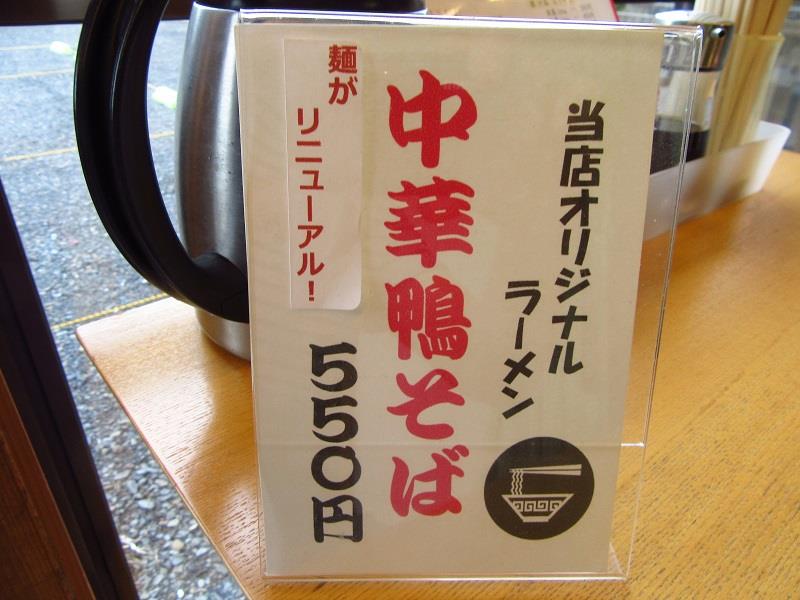 当店オリジナル
ラーメン
中華鴨そば
麺が
リニューアル!
550円